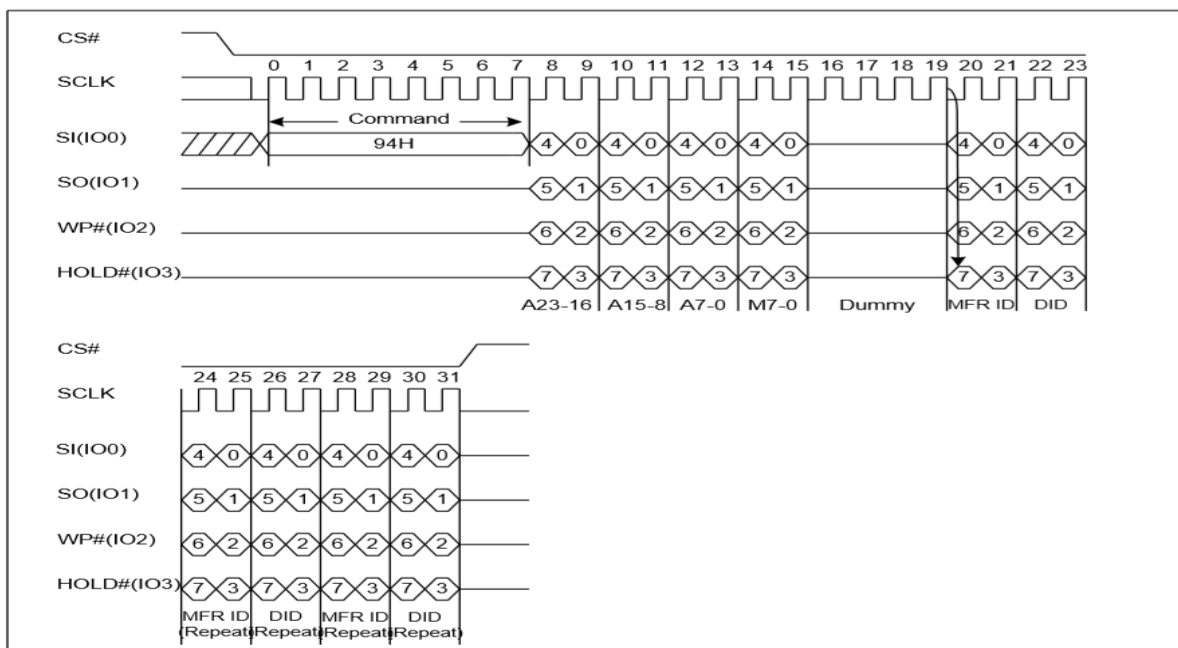 CS#
0 1 2 3 4 5 6 7 8 9 10 11 12 13 14 15 16 17 18 19 20 21 22 23
SCLK
Command
SI(IO0) 94H 4 0 4 0 4 0 4 0 4 0 4 0
SO(IO1) 5 1 5 1 5 1 5 1 5 1 5 1
WP#(IO2) 6 2 6 2 6 2 6 2 6 2 6 2
HOLD#(IO3) 7 3 7 3 7 3 7 3 7 3 7 3
A23-16 A15-8 A7-0 M7-0 Dummy MFR ID DID
CS#
24 25 26 27 28 29 30 31
SCLK
SI(IO0) 4 0 4 0 4 0 4 0
SO(IO1) 5 1 5 1 5 1 5 1
WP#(IO2) 6 2 6 2 6 2 6 2
HOLD#(IO3) 7 3 7 3 7 3 7 3
MFR ID DID MFR ID DID
(Repeat) (Repeat) (Repeat) (Repeat)